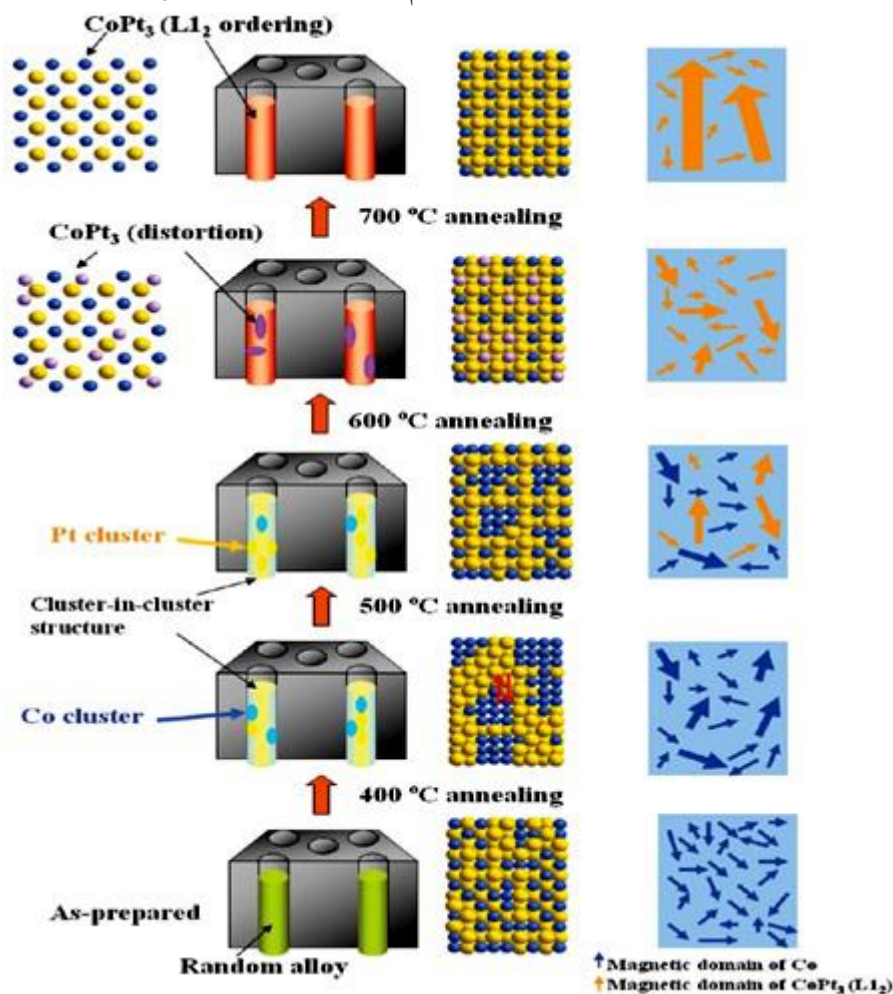 CoPt₃ (L1₂ ordering)
700 °C annealing
CoPt₃ (distortion)
600 °C annealing
Pt cluster
Cluster-in-cluster
structure
500 °C annealing
Co cluster
400 °C annealing
As-prepared
Random alloy
Magnetic domain of Co
Magnetic domain of CoPt₃ (L1₂)